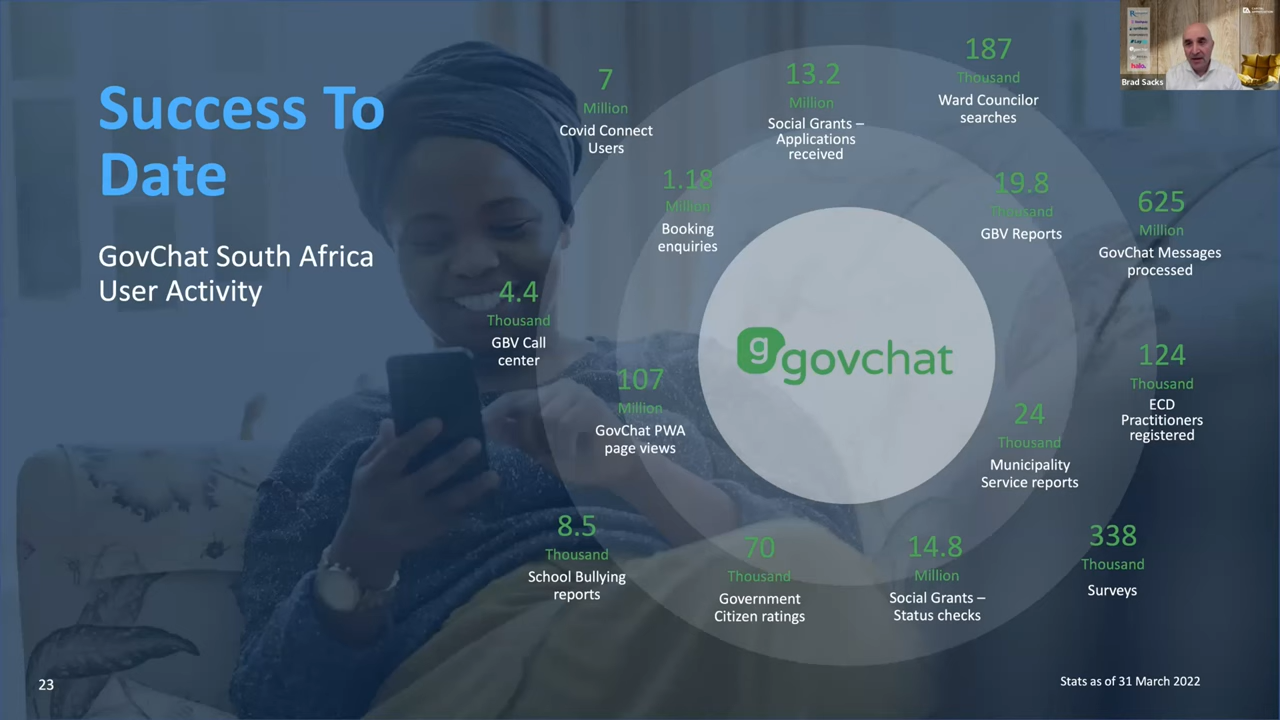 Success To
Date
GovChat South Africa
User Activity
7
Million
Covid Connect
Users
13.2
Million
Social Grants –
Applications
received
187
Thousand
Ward Councilor
searches
1.18
Million
Booking
enquiries
19.8
Thousand
GBV Reports
625
Million
GovChat Messages
processed
4.4
Thousand
GBV Call
center
107
Million
GovChat PWA
page views
g govchat
124
Thousand
ECD
Practitioners
registered
24
Thousand
Municipality
Service reports
8.5
Thousand
School Bullying
reports
70
Thousand
Government
Citizen ratings
14.8
Million
Social Grants –
Status checks
338
Thousand
Surveys
23
Stats as of 31 March 2022
Brad Sacks
halo.